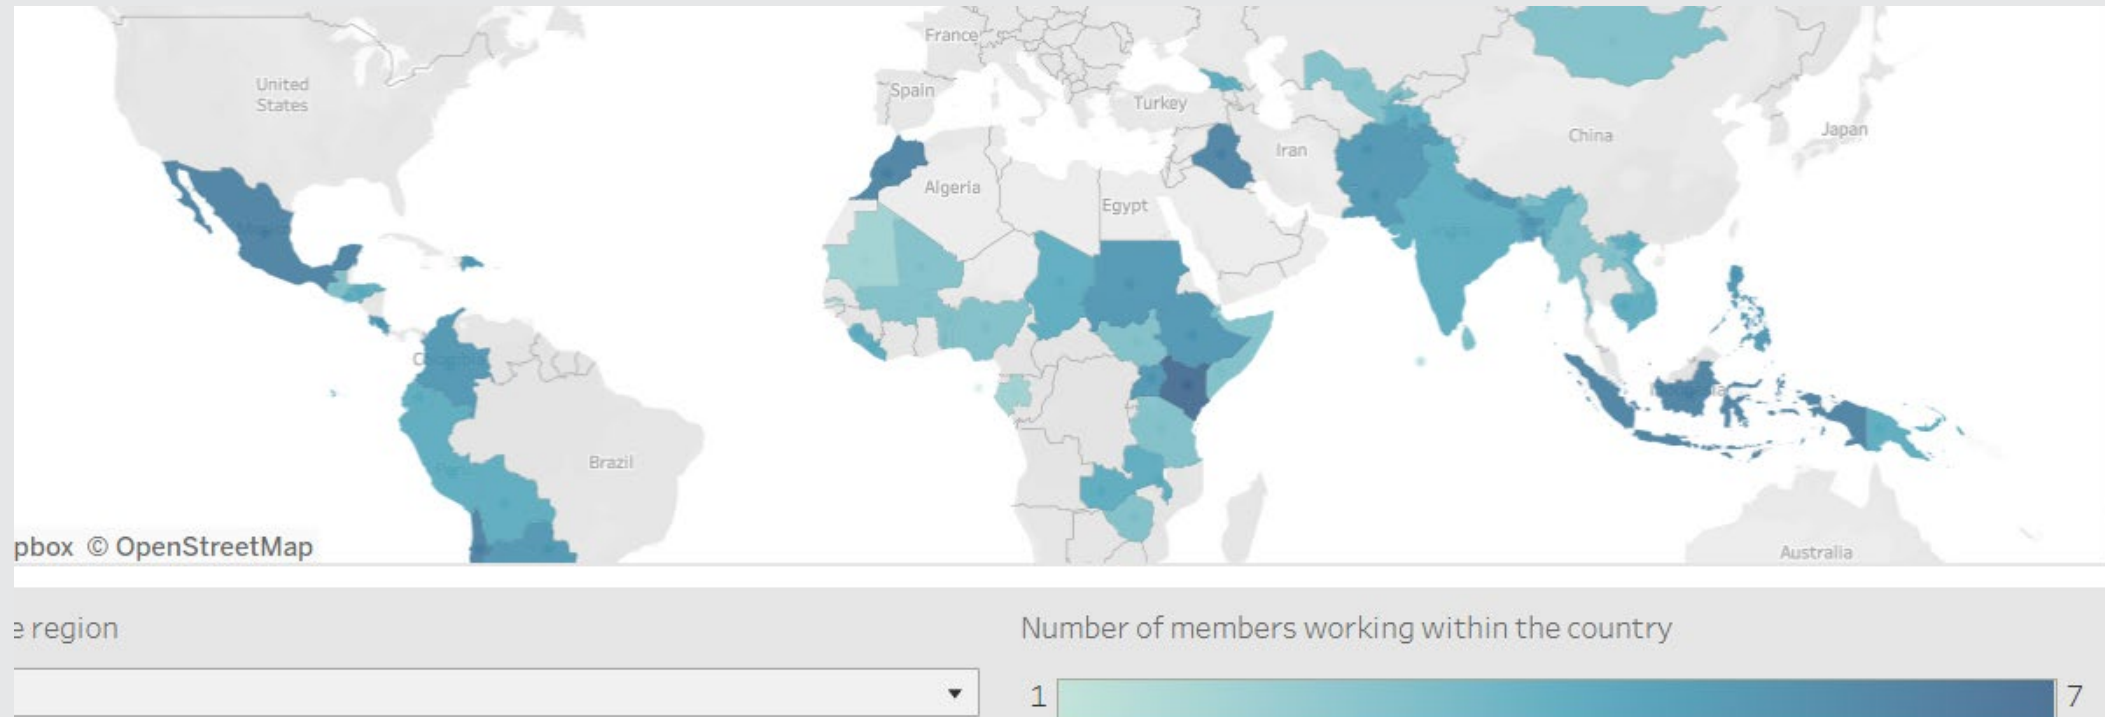 France
United
States
Spain
Turkey
China
Japan
Iran
Algeria
Egypt
Brazil
Australia
pbox © OpenStreetMap
e region
Number of members working within the country
1
7